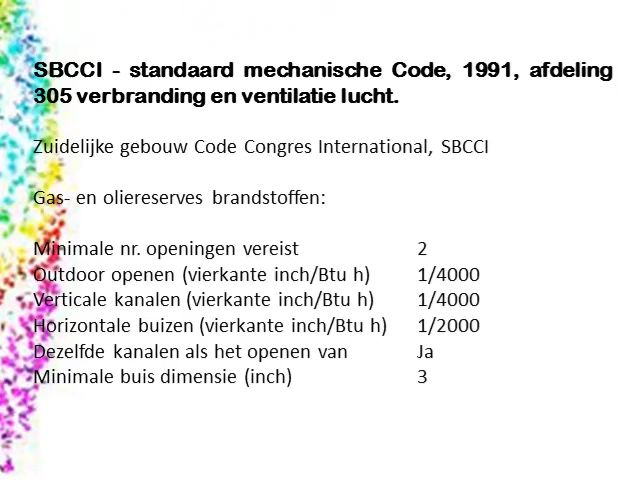 SBCCI - standaard mechanische Code, 1991, afdeling
305 verbranding en ventilatie lucht.
Zuidelijke gebouw Code Congres International, SBCCI
Gas- en oliereserves brandstoffen:
Minimale nr. openingen vereist 2
Outdoor openen (vierkante inch/Btu h) 1/4000
Verticale kanalen (vierkante inch/Btu h) 1/4000
Horizontale buizen (vierkante inch/Btu h) 1/2000
Dezelfde kanalen als het openen van Ja
Minimale buis dimensie (inch) 3